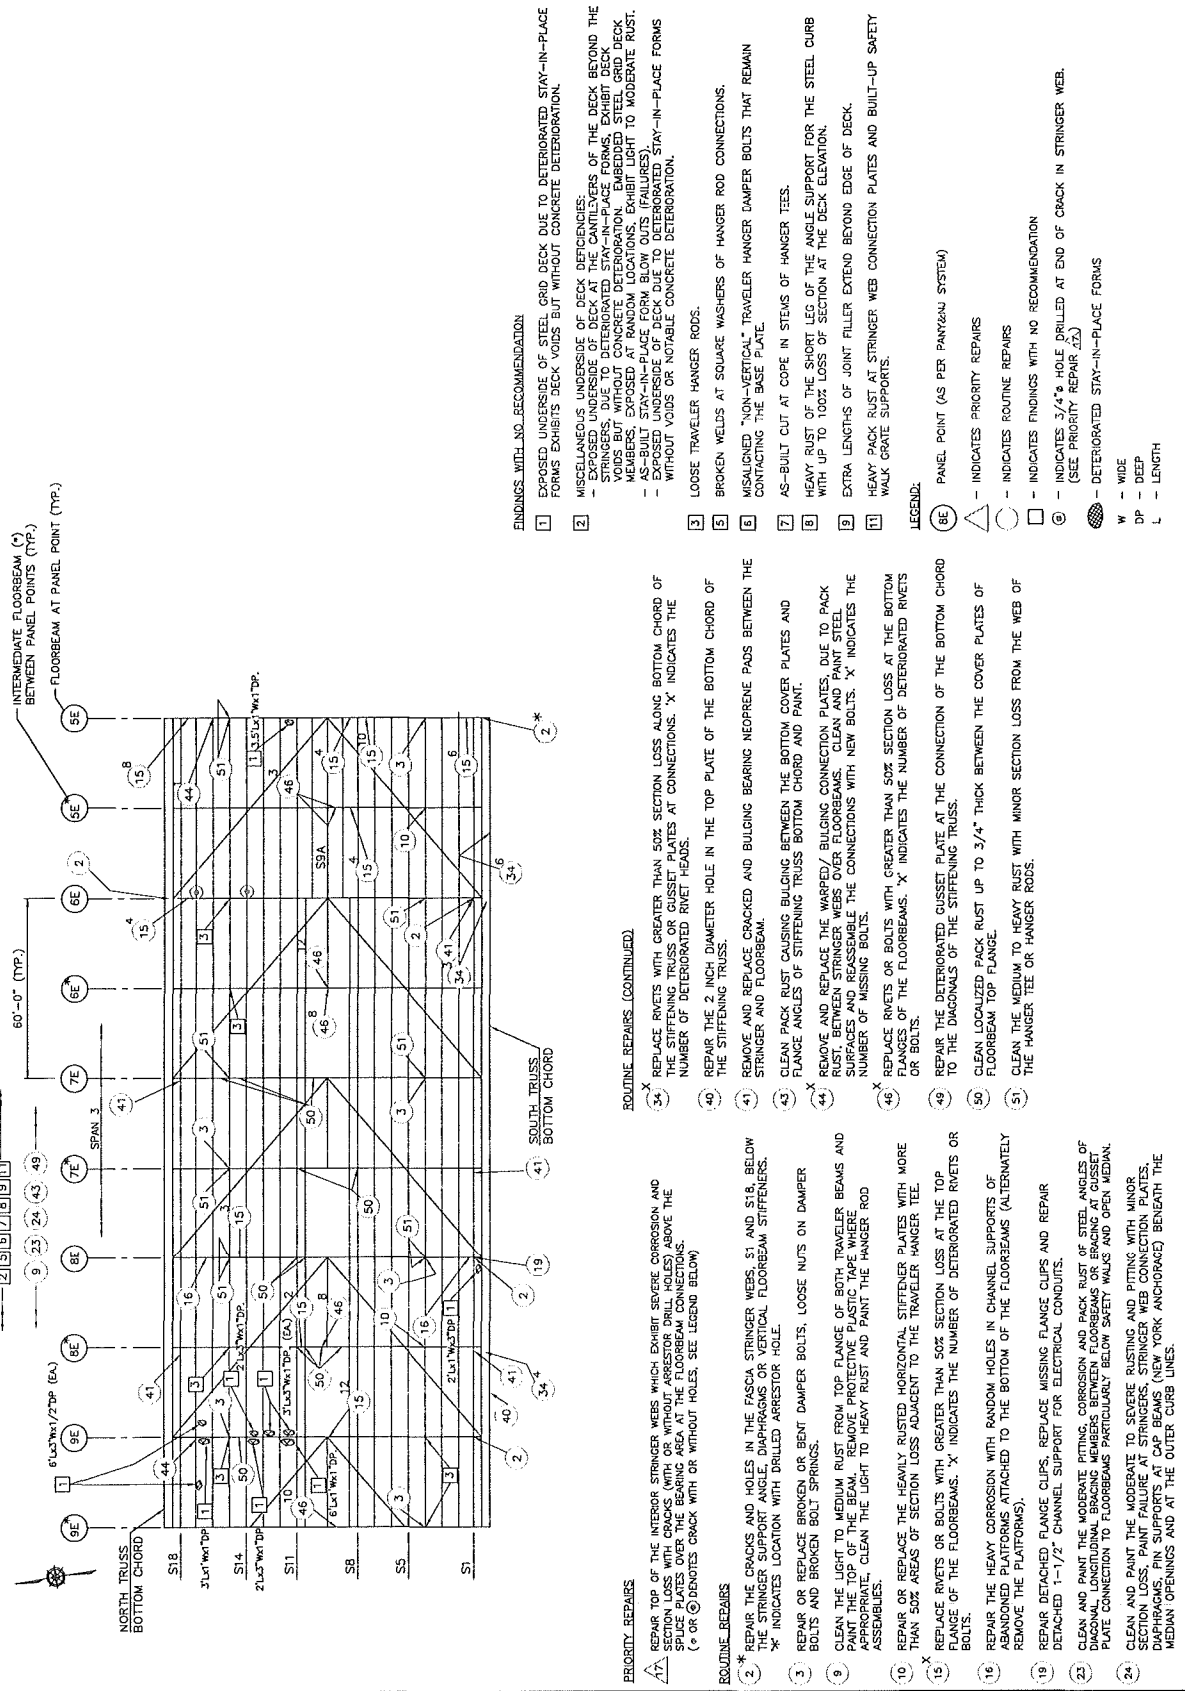 2 5 6 7 8 9 1
9 23 24 43 49
SPAN 3
60'-0" (TYP.)
INTERMEDIATE FLOORBEAM (*)
BETWEEN PANEL POINTS (TYP.)
FLOORBEAM AT PANEL POINT (TYP.)
9E*
9E
8E*
8E
7E*
7E
6E*
6E
5E*
5E
NORTH TRUSS
BOTTOM CHORD
SOUTH TRUSS
BOTTOM CHORD
S18
S14
S11
S8
S5
S1
S9A
6'Lx3"Wx1/2"DP (EA.)
3'Lx1"Wx1"DP
2'Lx3"Wx1"DP
2'Lx3"Wx1"DP.
3'Lx3"Wx1"DP. (EA.)
6'Lx1"Wx1"DP.
2'Lx1"Wx3"DP
3.5'Lx1"Wx1"DP.
PRIORITY REPAIRS
47 REPAIR TOP OF THE INTERIOR STRINGER WEBS WHICH EXHIBIT SEVERE CORROSION AND
SECTION LOSS WITH CRACKS (WITH OR WITHOUT ARRESTOR DRILL HOLES) ABOVE THE
SPLICE PLATES OVER THE BEARING AREA AT THE FLOORBEAM CONNECTIONS.
DENOTES CRACK WITH OR WITHOUT HOLES, SEE LEGEND BELOW)
ROUTINE REPAIRS
2* REPAIR THE CRACKS AND HOLES IN THE FASCIA STRINGER WEBS, S1 AND S18, BELOW
THE STRINGER SUPPORT ANGLE, DIAPHRAGMS OR VERTICAL FLOORBEAM STIFFENERS.
"*" INDICATES LOCATION WITH DRILLED ARRESTOR HOLE.
3 REPAIR OR REPLACE BROKEN OR BENT DAMPER BOLTS, LOOSE NUTS ON DAMPER
BOLTS AND BROKEN BOLT SPRINGS.
9 CLEAN THE LIGHT TO MEDIUM RUST FROM TOP FLANGE OF BOTH TRAVELER BEAMS AND
PAINT THE TOP OF THE BEAM. REMOVE PROTECTIVE PLASTIC TAPE WHERE
APPROPRIATE, CLEAN THE LIGHT TO HEAVY RUST AND PAINT THE HANGER ROD
ASSEMBLIES.
10 REPAIR OR REPLACE THE HEAVILY RUSTED HORIZONTAL STIFFENER PLATES WITH MORE
THAN 50% AREAS OF SECTION LOSS ADJACENT TO THE TRAVELER HANGER TEE.
15 X REPLACE RIVETS OR BOLTS WITH GREATER THAN 50% SECTION LOSS AT THE TOP
FLANGE OF THE FLOORBEAMS. 'X' INDICATES THE NUMBER OF DETERIORATED RIVETS OR
BOLTS.
16 REPAIR THE HEAVY CORROSION WITH RANDOM HOLES IN CHANNEL SUPPORTS OF
ABANDONED PLATFORMS ATTACHED TO THE BOTTOM OF THE FLOORBEAMS (ALTERNATELY
REMOVE THE PLATFORMS).
19 REPAIR DETACHED FLANGE CLIPS, REPLACE MISSING FLANGE CLIPS AND REPAIR
DETACHED 1-1/2" CHANNEL SUPPORT FOR ELECTRICAL CONDUITS.
23 CLEAN AND PAINT THE MODERATE PITTING, CORROSION AND PACK RUST OF STEEL ANGLES OF
DIAGONAL LONGITUDINAL BRACING MEMBERS BETWEEN FLOORBEAMS OR BRACING AT GUSSET
PLATE CONNECTION TO FLOORBEAMS PARTICULARLY BELOW SAFETY WALKS AND OPEN MEDIAN.
24 CLEAN AND PAINT THE MODERATE TO SEVERE RUSTING AND PITTING WITH MINOR
SECTION LOSS, PAINT FAILURE AT STRINGERS, STRINGER WEB CONNECTION PLATES,
DIAPHRAGMS, PIN SUPPORTS AT CAP BEAMS (NEW YORK ANCHORAGE) BENEATH THE
MEDIAN OPENINGS AND AT THE OUTER CURB LINES.
ROUTINE REPAIRS (CONTINUED)
34 X REPLACE RIVETS WITH GREATER THAN 50% SECTION LOSS ALONG BOTTOM CHORD OF
THE STIFFENING TRUSS OR GUSSET PLATES AT CONNECTIONS. 'X' INDICATES THE
NUMBER OF DETERIORATED RIVET HEADS.
40 REPAIR THE 2 INCH DIAMETER HOLE IN THE TOP PLATE OF THE BOTTOM CHORD OF
THE STIFFENING TRUSS.
41 REMOVE AND REPLACE CRACKED AND BULGING BEARING NEOPRENE PADS BETWEEN THE
STRINGER AND FLOORBEAM.
43 CLEAN PACK RUST CAUSING BULGING BETWEEN THE BOTTOM COVER PLATES AND
FLANGE ANGLES OF STIFFENING TRUSS BOTTOM CHORD AND PAINT.
44 X REMOVE AND REPLACE THE WARPED/ BULGING CONNECTION PLATES, DUE TO PACK
RUST, BETWEEN STRINGER WEBS OVER FLOORBEAMS. CLEAN AND PAINT STEEL
SURFACES AND REASSEMBLE THE CONNECTIONS WITH NEW BOLTS. 'X' INDICATES THE
NUMBER OF MISSING BOLTS.
46 X REPLACE RIVETS OR BOLTS WITH GREATER THAN 50% SECTION LOSS AT THE BOTTOM
FLANGES OF THE FLOORBEAMS. 'X' INDICATES THE NUMBER OF DETERIORATED RIVETS
OR BOLTS.
49 REPAIR THE DETERIORATED GUSSET PLATE AT THE CONNECTION OF THE BOTTOM CHORD
TO THE DIAGONALS OF THE STIFFENING TRUSS.
50 CLEAN LOCALIZED PACK RUST UP TO 3/4" THICK BETWEEN THE COVER PLATES OF
FLOORBEAM TOP FLANGE.
51 CLEAN THE MEDIUM TO HEAVY RUST WITH MINOR SECTION LOSS FROM THE WEB OF
THE HANGER TEE OR HANGER RODS.
FINDINGS WITH NO RECOMMENDATION
1 EXPOSED UNDERSIDE OF STEEL GRID DECK DUE TO DETERIORATED STAY-IN-PLACE
FORMS EXHIBITS DECK VOIDS BUT WITHOUT CONCRETE DETERIORATION.
2 MISCELLANEOUS UNDERSIDE OF DECK DEFICIENCIES:
- EXPOSED UNDERSIDE OF DECK AT THE CANTILEVERS OF THE DECK BEYOND THE
STRINGERS, DUE TO DETERIORATED STAY-IN-PLACE FORMS, EXHIBIT DECK
VOIDS BUT WITHOUT CONCRETE DETERIORATION. EMBEDDED STEEL GRID DECK
MEMBERS, EXPOSED AT RANDOM LOCATIONS, EXHIBIT LIGHT TO MODERATE RUST.
- AS-BUILT STAY-IN-PLACE FORM BLOW OUTS (FAILURES).
- EXPOSED UNDERSIDE OF DECK DUE TO DETERIORATED STAY-IN-PLACE FORMS
WITHOUT VOIDS OR NOTABLE CONCRETE DETERIORATION.
3 LOOSE TRAVELER HANGER RODS.
5 BROKEN WELDS AT SQUARE WASHERS OF HANGER ROD CONNECTIONS.
6 MISALIGNED "NON-VERTICAL" TRAVELER HANGER DAMPER BOLTS THAT REMAIN
CONTACTING THE BASE PLATE.
7 AS-BUILT CUT AT COPE IN STEMS OF HANGER TEES.
8 HEAVY RUST OF THE SHORT LEG OF THE ANGLE SUPPORT FOR THE STEEL CURB
WITH UP TO 100% LOSS OF SECTION AT THE DECK ELEVATION.
9 EXTRA LENGTHS OF JOINT FILLER EXTEND BEYOND EDGE OF DECK.
11 HEAVY PACK RUST AT STRINGER WEB CONNECTION PLATES AND BUILT-UP SAFETY
WALK GRATE SUPPORTS.
LEGEND:
8E PANEL POINT (AS PER PANY&NJ SYSTEM)
- INDICATES PRIORITY REPAIRS
- INDICATES ROUTINE REPAIRS
- INDICATES FINDINGS WITH NO RECOMMENDATION
- INDICATES 3/4"ø HOLE DRILLED AT END OF CRACK IN STRINGER WEB.
(SEE PRIORITY REPAIR 47)
- DETERIORATED STAY-IN-PLACE FORMS
W - WIDE
DP - DEEP
L - LENGTH